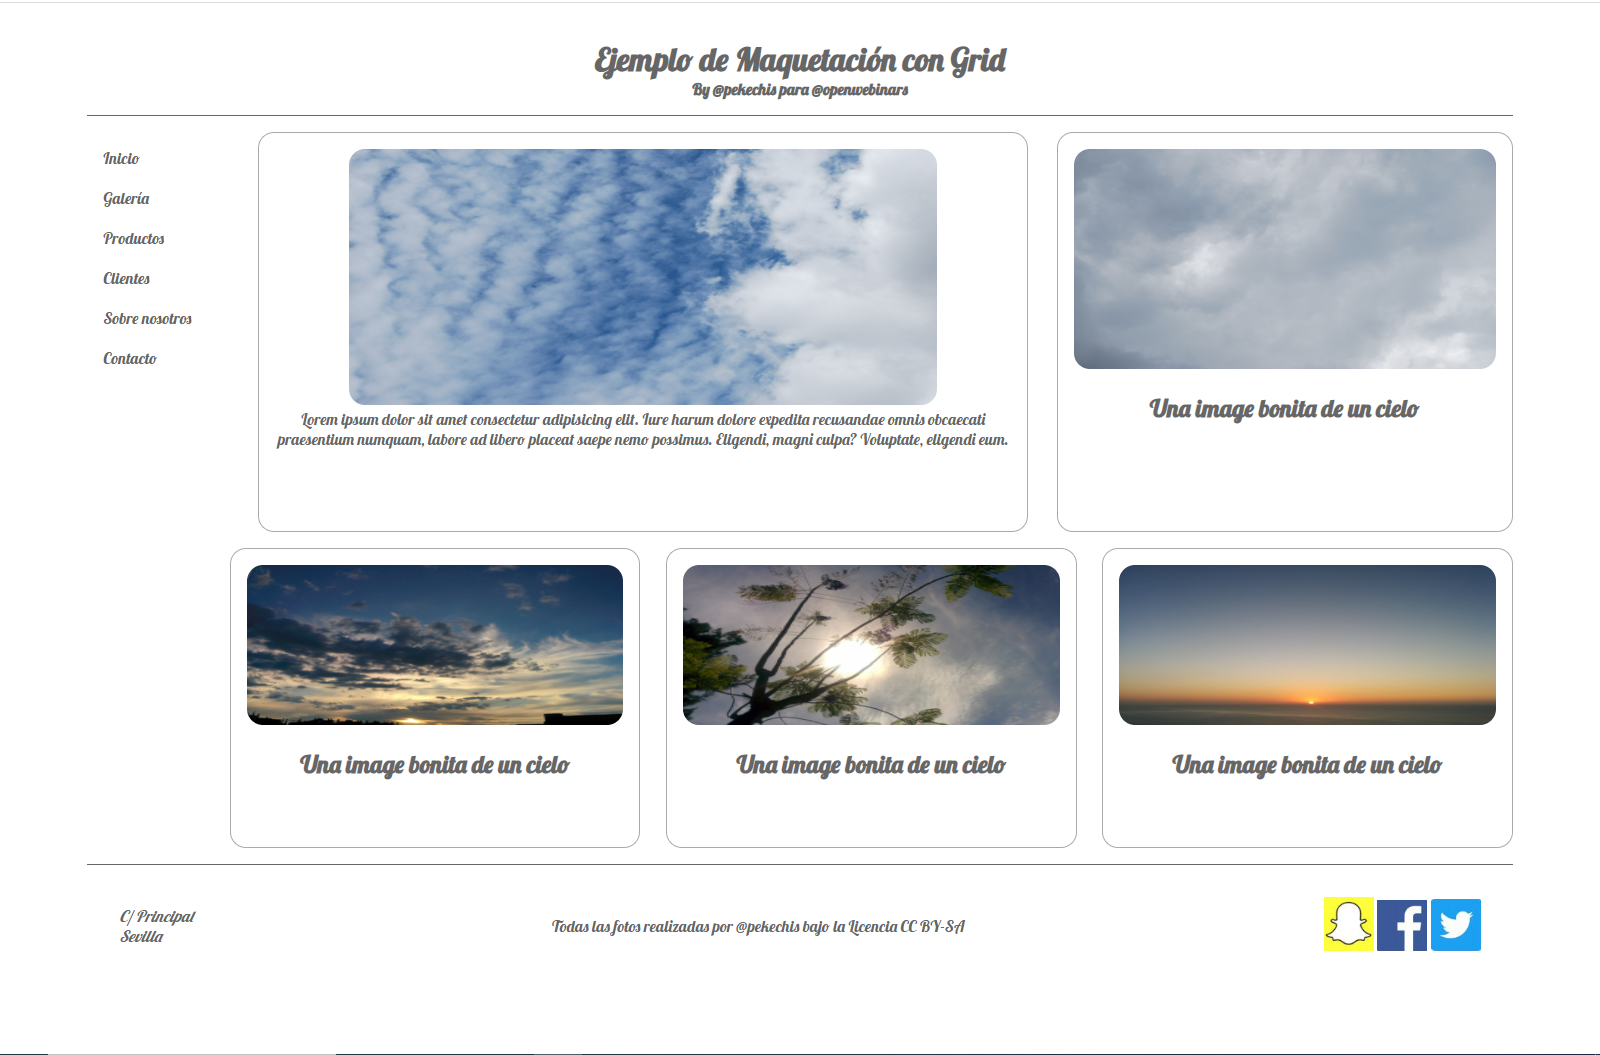 Ejemplo de Maquetación con Grid
By @pekechis para @openwebinars
Inicio
Galería
Productos
Clientes
Sobre nosotros
Contacto
Lorem ipsum dolor sit amet consectetur adipisicing elit. Iure harum dolore expedita recusandae omnis obcaecati
praesentium numquam, labore ad libero placeat saepe nemo possimus. Eligendi, magni culpa? Voluptate, eligendi eum.
Una image bonita de un cielo
Una image bonita de un cielo
Una image bonita de un cielo
Una image bonita de un cielo
C/ Principal
Sevilla
Todas las fotos realizadas por @pekechis bajo la Licencia CC BY-SA